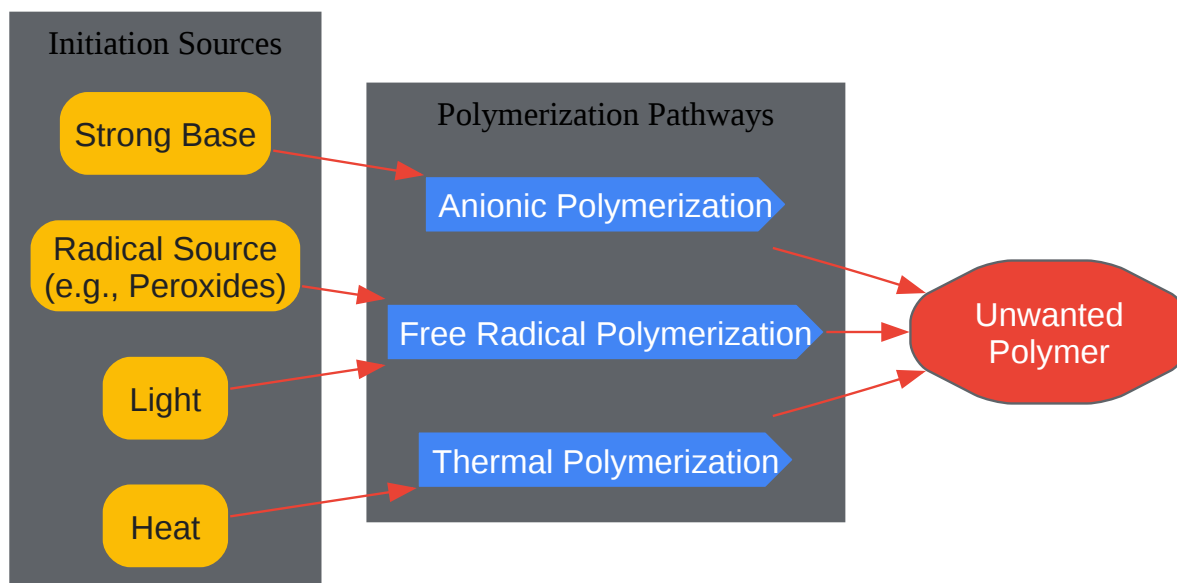 Initiation Sources
Strong Base
Radical Source
(e.g., Peroxides)
Light
Heat
Polymerization Pathways
Anionic Polymerization
Free Radical Polymerization
Thermal Polymerization
Unwanted
Polymer